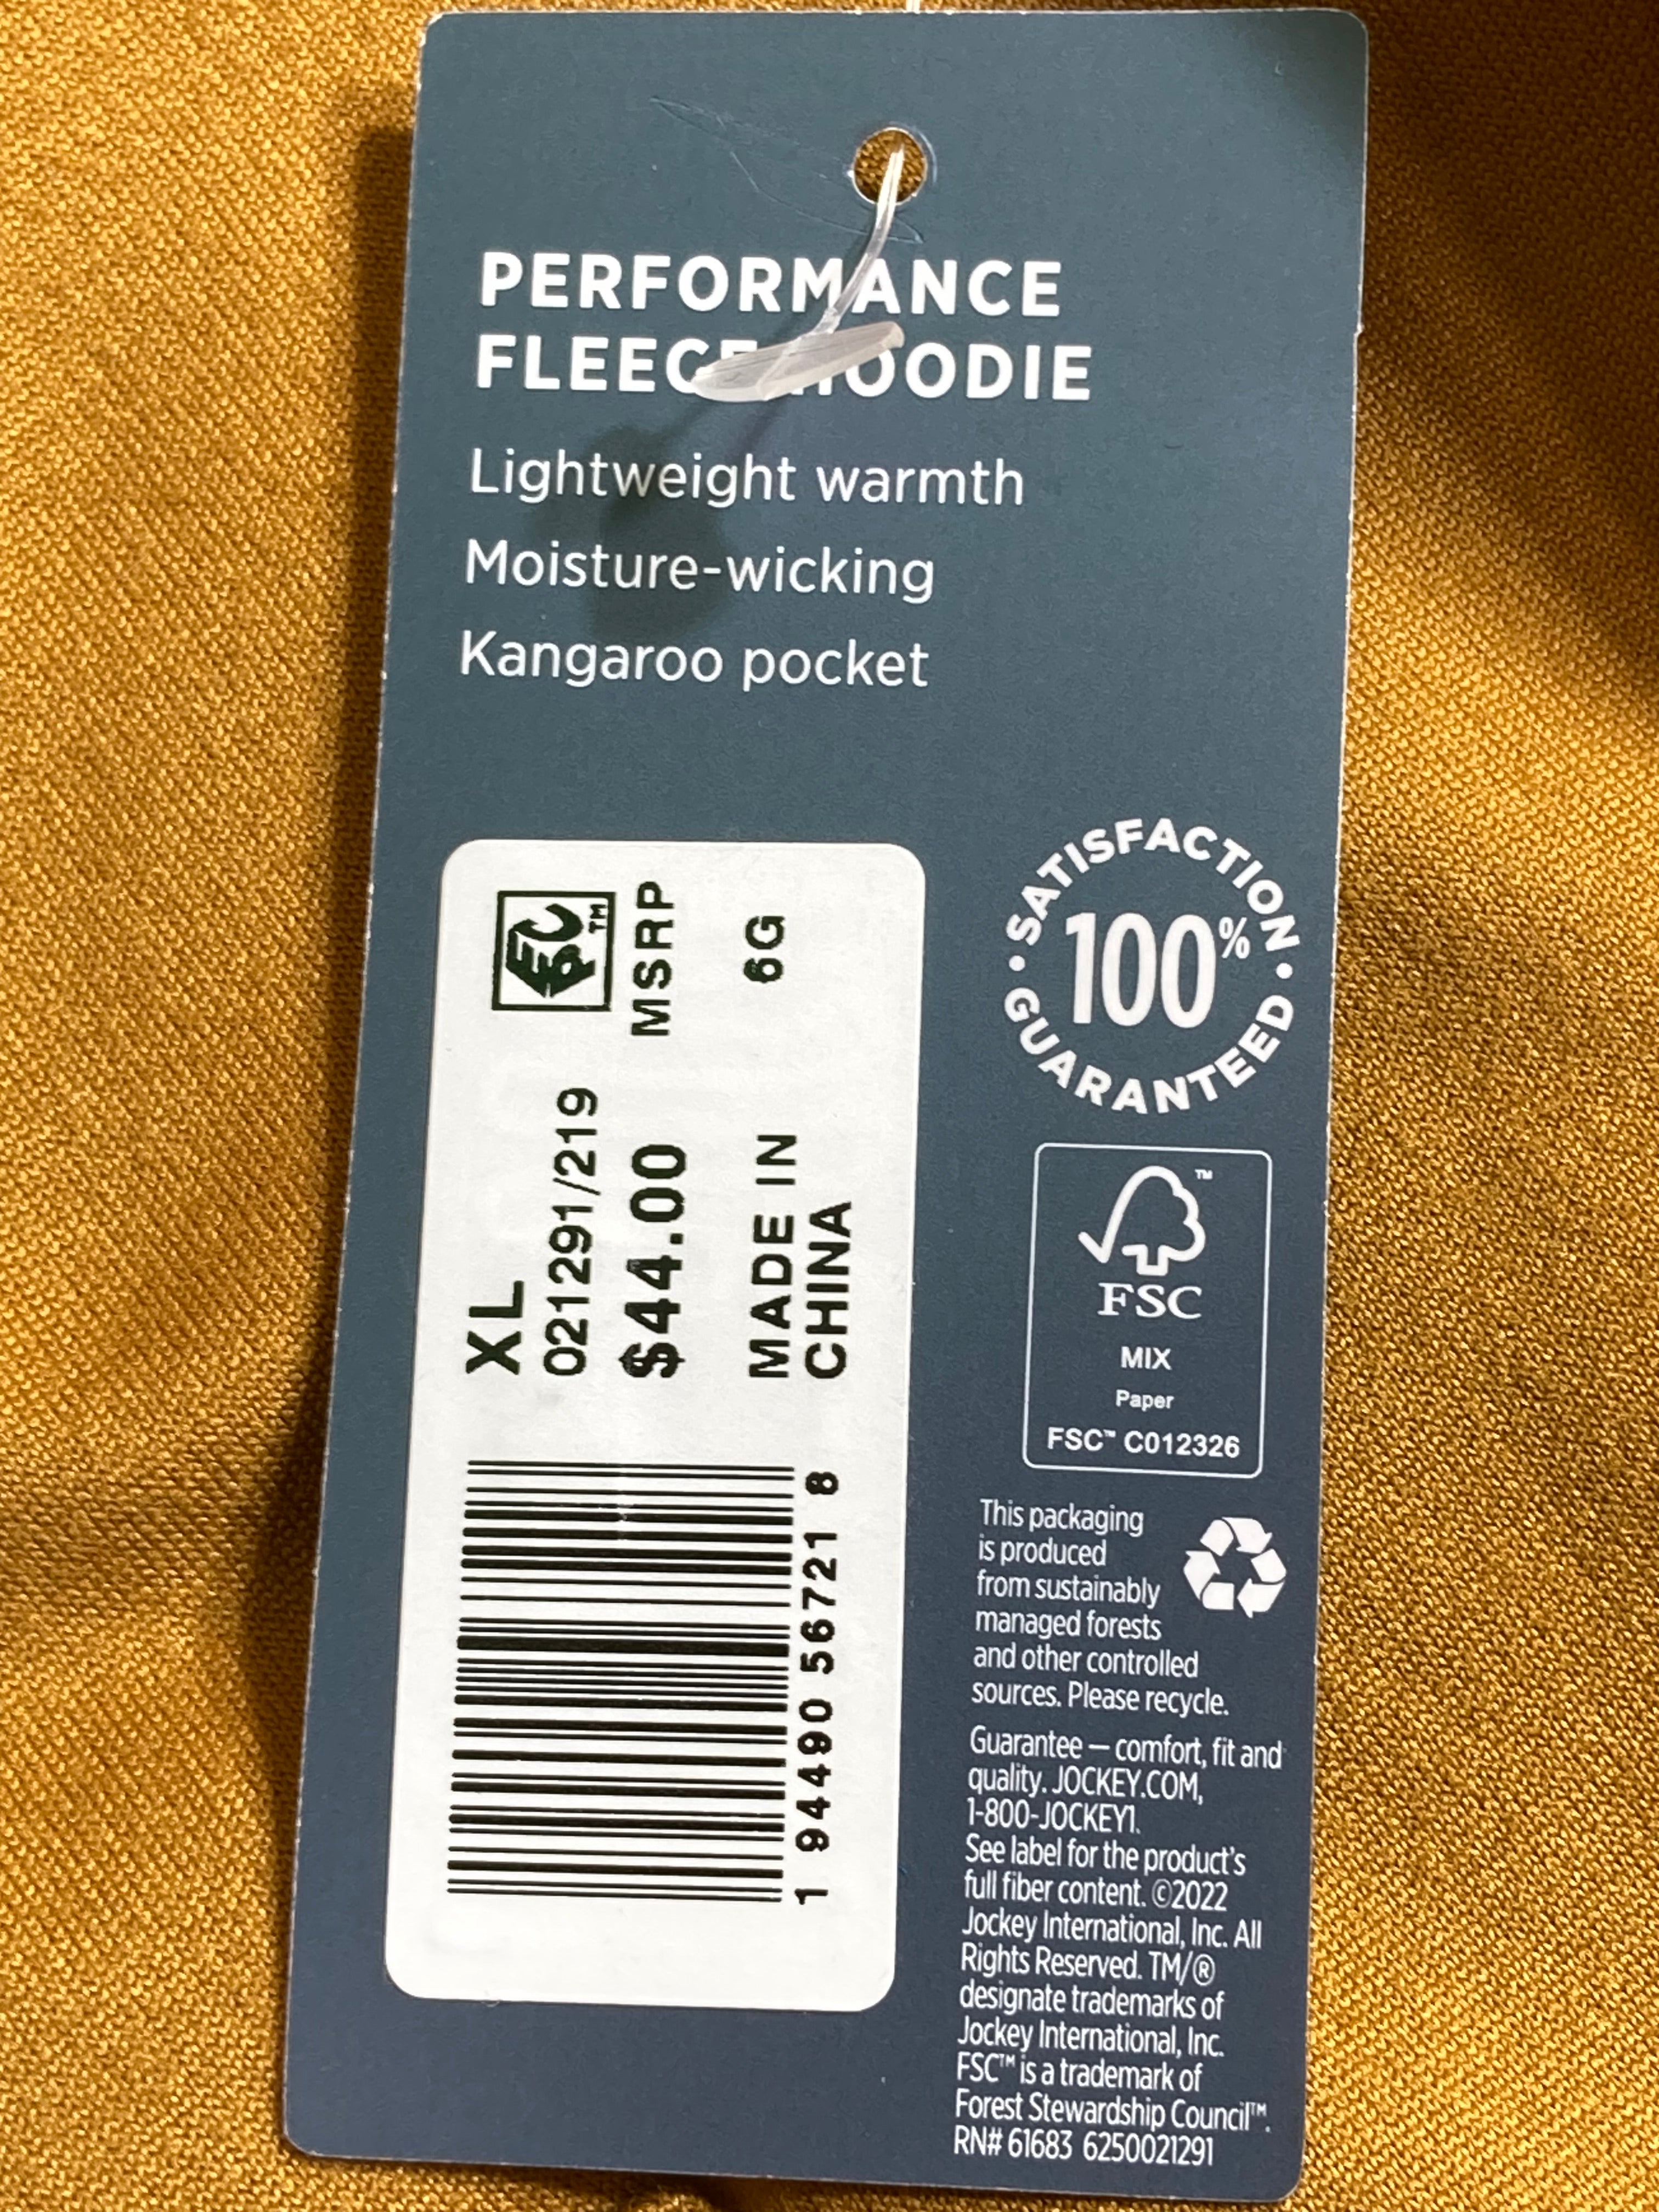 PERFORMANCE
FLEECE HOODIE
Lightweight warmth
Moisture-wicking
Kangaroo pocket
XL
EPC™
021291/219
$44.00 MSRP
MADE IN 6G
CHINA
1 94490 56721 8
• SATISFACTION •
100%
GUARANTEED
™
FSC
MIX
Paper
FSC™ C012326
This packaging
is produced
from sustainably
managed forests
and other controlled
sources. Please recycle.
Guarantee — comfort, fit and
quality. JOCKEY.COM,
1-800-JOCKEY1.
See label for the product's
full fiber content. ©2022
Jockey International, Inc. All
Rights Reserved. TM/®
designate trademarks of
Jockey International, Inc.
FSC™ is a trademark of
Forest Stewardship Council™.
RN# 61683 6250021291